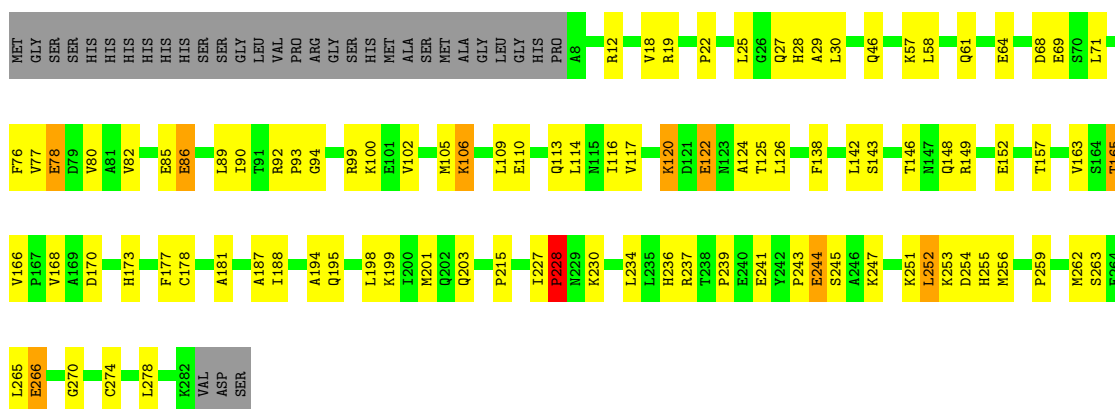 MET GLY SER SER HIS HIS HIS HIS HIS HIS SER SER GLY LEU VAL PRO ARG GLY SER HIS MET ALA SER MET ALA GLY LEU GLY HIS PRO A8 R12 V18 R19 P22 L25 G26 Q27 H28 A29 L30 Q46 K57 L58 Q61 E64 D68 E69 S70 L71
F76 V77 E78 D79 V80 A81 V82 E85 E86 L89 I90 T91 R92 P93 G94 R99 K100 E101 V102 M105 K106 L109 E110 Q113 L114 N115 I116 V117 K120 D121 E122 N123 A124 T125 L126 F138 L142 S143 T146 N147 Q148 R149 E152 T157 V163 S164 T165
V166 P167 V168 A169 D170 H173 F177 C178 A181 A187 I188 A194 Q195 L198 K199 I200 M201 Q202 Q203 P215 I227 P228 N229 K230 L234 L235 H236 R237 T238 P239 E240 E241 Y242 P243 E244 S245 A246 K247 K251 L252 K253 D254 H255 M256 P259 M262 S263 E264
L265 E266 G270 C274 L278 K282 VAL ASP SER